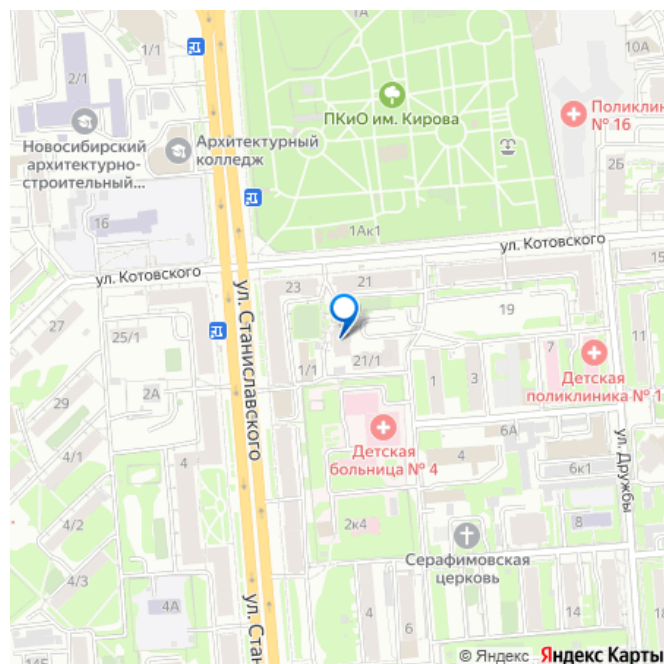 1/1
10А
2/1
Поликлин
№ 16
ПКиО им. Кирова
Новосибирский
архитектурно-
строительный...
Архитектурный
колледж
2Б
16
1Ак1
ул. Котовского
15
ул. Котовского
23
21
19
27
25/1
11
7
Детская
поликлиника № 1
21/1
1/1
1
3
2А
29
ул. Станиславского
Детская
больница № 4
4/1
4
6А
4
6к1
ул. Дружбы
4/2
2к4
8
Серафимовская
церковь
4/3
4А
ул. Стан
4
6
14
14Б
© Яндекс Яндекс Карты